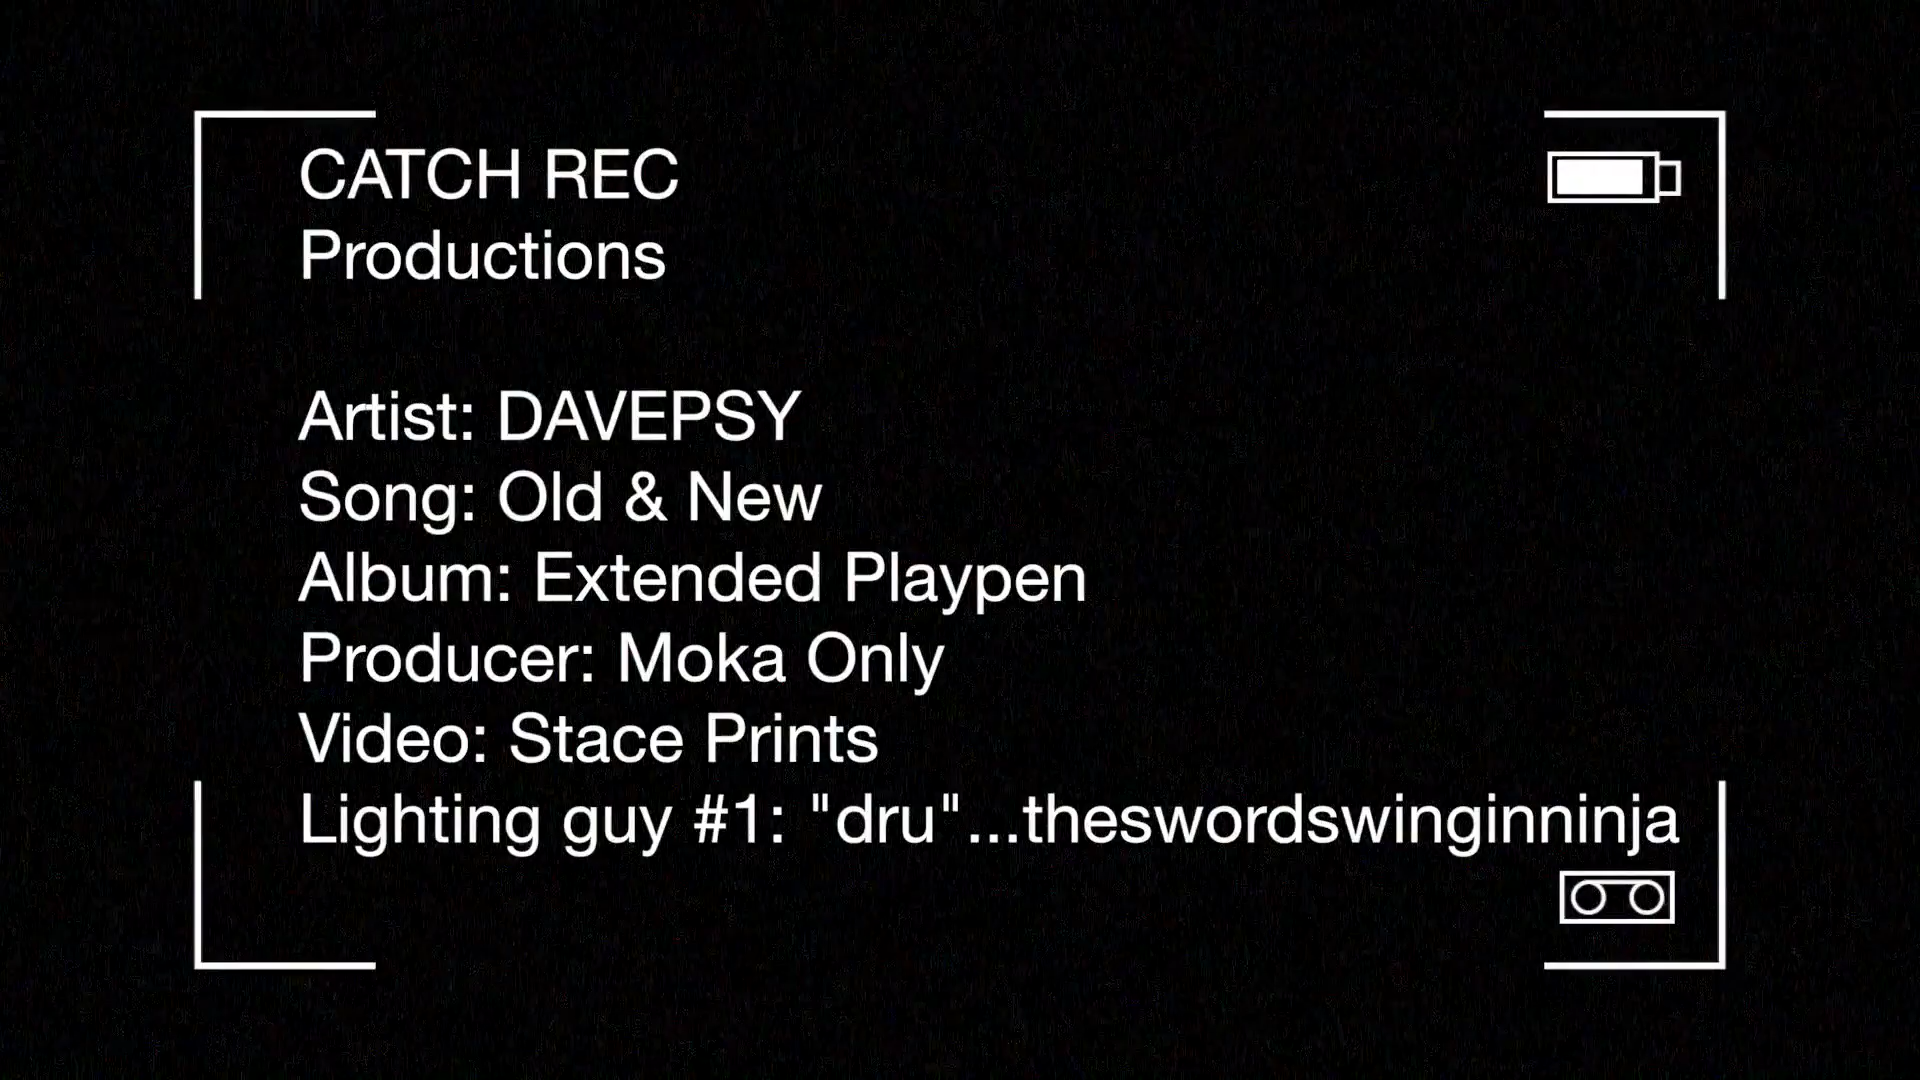 CATCH REC
Productions
Artist: DAVEPSY
Song: Old & New
Album: Extended Playpen
Producer: Moka Only
Video: Stace Prints
Lighting guy #1: "dru"...theswordswinginninja